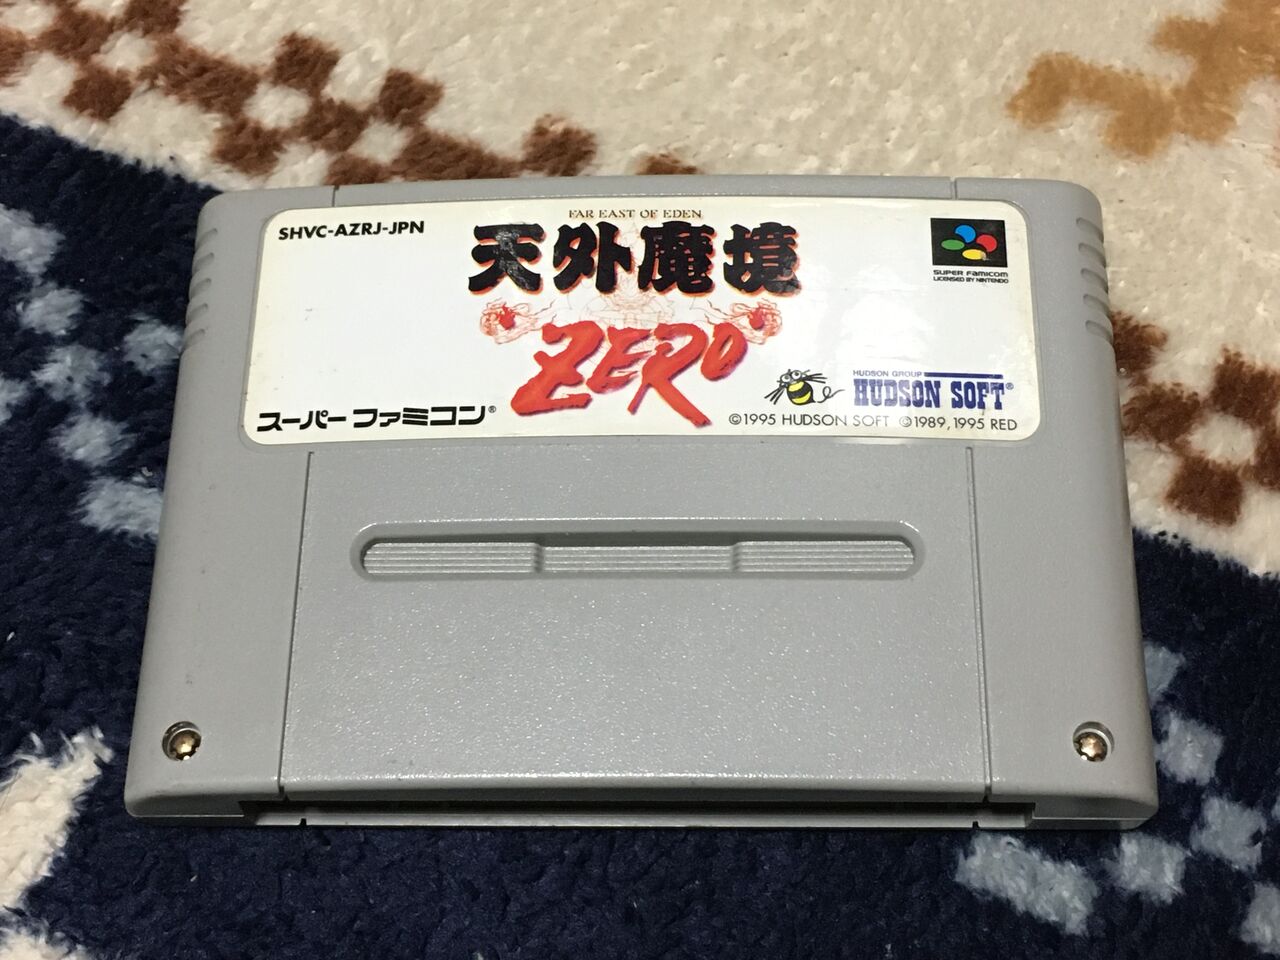 FAR EAST OF EDEN
SHVC-AZRJ-JPN
天外魔境
ZERO
SUPER FAMICOM
LICENSED BY NINTENDO
HUDSON GROUP
HUDSON SOFT®
スーパーファミコン®
©1995 HUDSON SOFT ©1989, 1995 RED